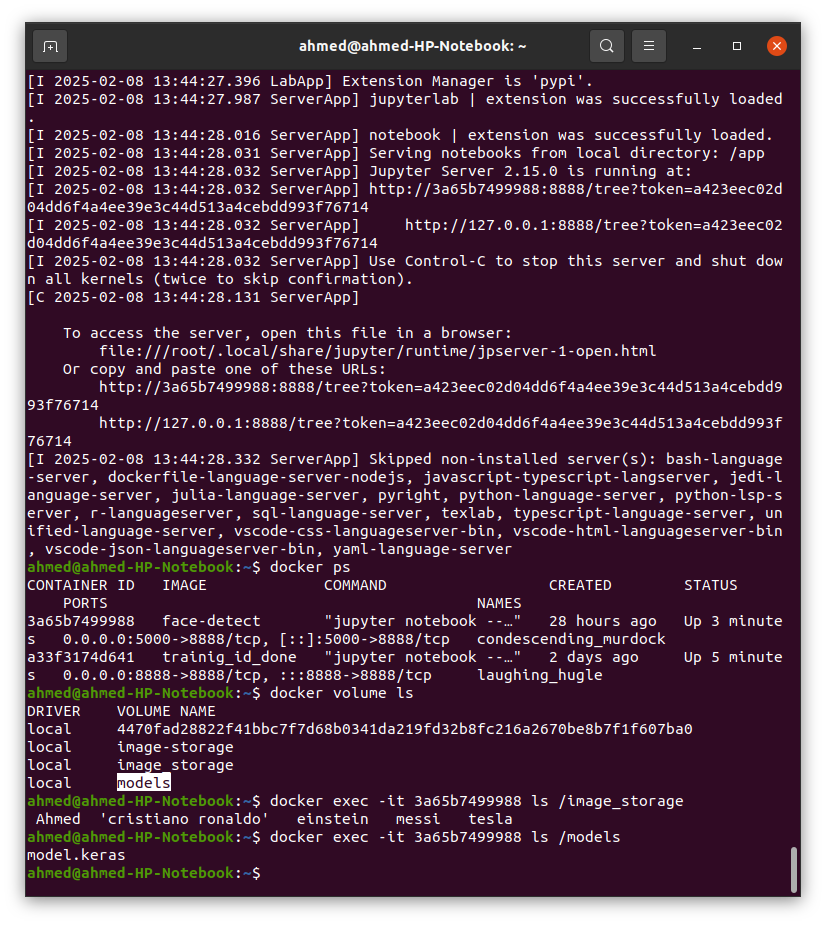 ahmed@ahmed-HP-Notebook: ~
[I 2025-02-08 13:44:27.396 LabApp] Extension Manager is 'pypi'.
[I 2025-02-08 13:44:27.987 ServerApp] jupyterlab | extension was successfully loaded
.
[I 2025-02-08 13:44:28.016 ServerApp] notebook | extension was successfully loaded.
[I 2025-02-08 13:44:28.031 ServerApp] Serving notebooks from local directory: /app
[I 2025-02-08 13:44:28.032 ServerApp] Jupyter Server 2.15.0 is running at:
[I 2025-02-08 13:44:28.032 ServerApp] http://3a65b7499988:8888/tree?token=a423eec02d
04dd6f4a4ee39e3c44d513a4cebdd993f76714
[I 2025-02-08 13:44:28.032 ServerApp]     http://127.0.0.1:8888/tree?token=a423eec02
d04dd6f4a4ee39e3c44d513a4cebdd993f76714
[I 2025-02-08 13:44:28.032 ServerApp] Use Control-C to stop this server and shut dow
n all kernels (twice to skip confirmation).
[C 2025-02-08 13:44:28.131 ServerApp]
    To access the server, open this file in a browser:
        file:///root/.local/share/jupyter/runtime/jpserver-1-open.html
    Or copy and paste one of these URLs:
        http://3a65b7499988:8888/tree?token=a423eec02d04dd6f4a4ee39e3c44d513a4cebdd9
93f76714
        http://127.0.0.1:8888/tree?token=a423eec02d04dd6f4a4ee39e3c44d513a4cebdd993f
76714
[I 2025-02-08 13:44:28.332 ServerApp] Skipped non-installed server(s): bash-language
-server, dockerfile-language-server-nodejs, javascript-typescript-langserver, jedi-l
anguage-server, julia-language-server, pyright, python-language-server, python-lsp-s
erver, r-languageserver, sql-language-server, texlab, typescript-language-server, un
ified-language-server, vscode-css-languageserver-bin, vscode-html-languageserver-bin
, vscode-json-languageserver-bin, yaml-language-server
ahmed@ahmed-HP-Notebook:~$ docker ps
CONTAINER ID   IMAGE             COMMAND                  CREATED        STATUS
    PORTS                                         NAMES
3a65b7499988   face-detect       "jupyter notebook --…"   28 hours ago   Up 3 minute
s   0.0.0.0:5000->8888/tcp, [::]:5000->8888/tcp   condescending_murdock
a33f3174d641   trainig_id_done   "jupyter notebook --…"   2 days ago     Up 5 minute
s   0.0.0.0:8888->8888/tcp, :::8888->8888/tcp     laughing_hugle
ahmed@ahmed-HP-Notebook:~$ docker volume ls
DRIVER    VOLUME NAME
local     4470fad28822f41bbc7f7d68b0341da219fd32b8fc216a2670be8b7f1f607ba0
local     image-storage
local     image_storage
local     models
ahmed@ahmed-HP-Notebook:~$ docker exec -it 3a65b7499988 ls /image_storage
 Ahmed  'cristiano ronaldo'   einstein   messi   tesla
ahmed@ahmed-HP-Notebook:~$ docker exec -it 3a65b7499988 ls /models
model.keras
ahmed@ahmed-HP-Notebook:~$